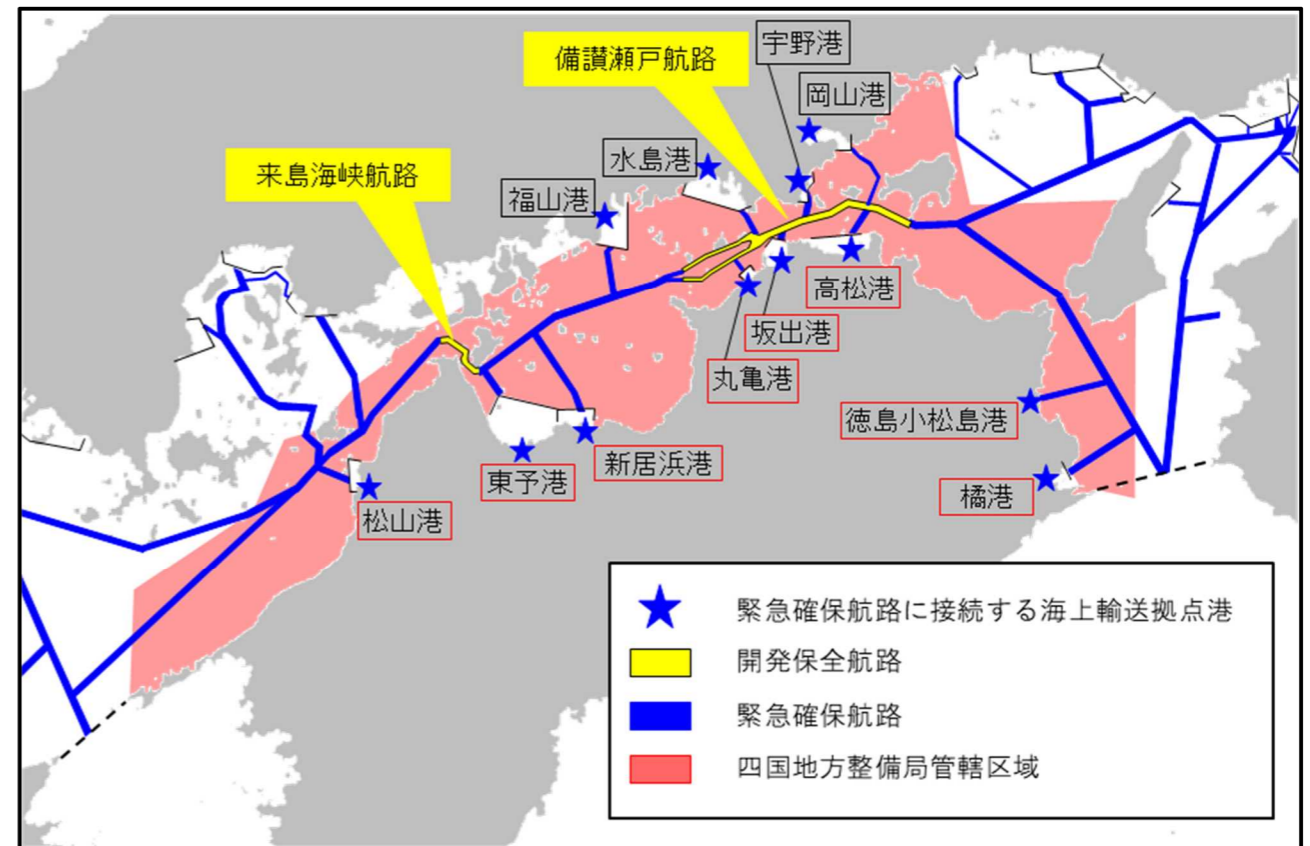 宇野港
備讃瀬戸航路
岡山港
水島港
来島海峡航路
福山港
高松港
坂出港
丸亀港
徳島小松島港
新居浜港
東予港
橘港
松山港
緊急確保航路に接続する海上輸送拠点港
開発保全航路
緊急確保航路
四国地方整備局管轄区域